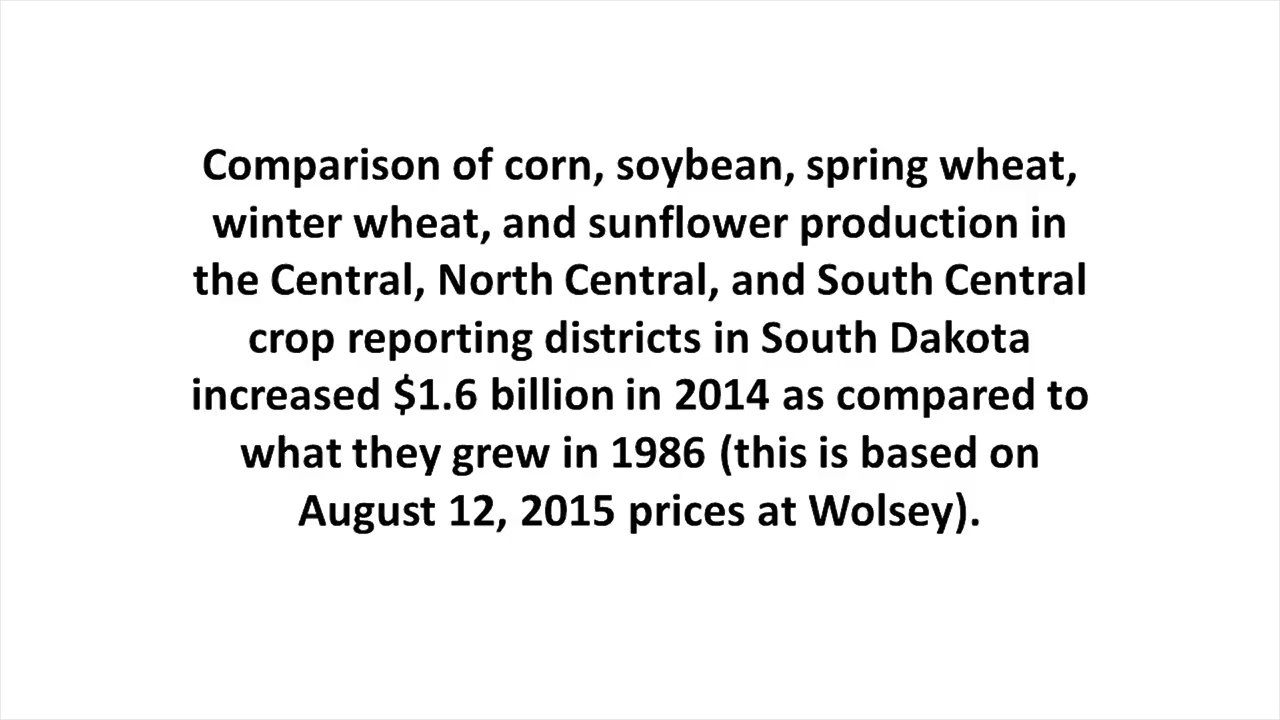 Comparison of corn, soybean, spring wheat,
winter wheat, and sunflower production in
the Central, North Central, and South Central
crop reporting districts in South Dakota
increased $1.6 billion in 2014 as compared to
what they grew in 1986 (this is based on
August 12, 2015 prices at Wolsey).